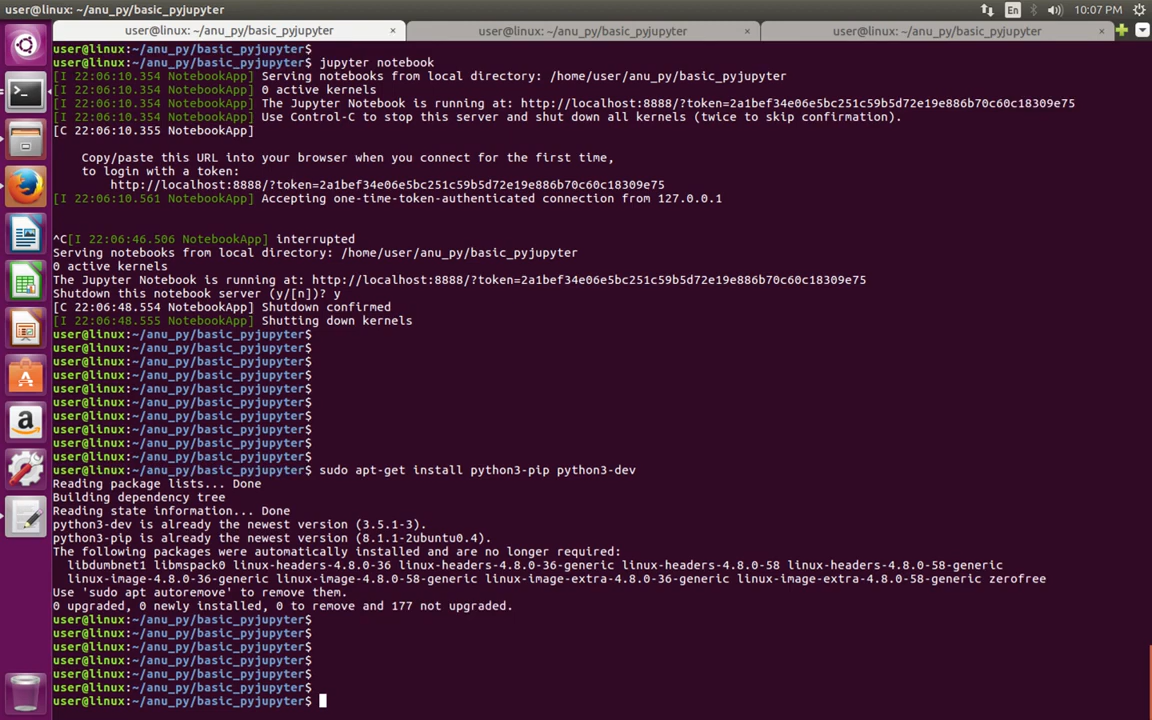 user@linux: ~/anu_py/basic_pyjupyter
En
10:07 PM
user@linux: ~/anu_py/basic_pyjupyter × user@linux: ~/anu_py/basic_pyjupyter × user@linux: ~/anu_py/basic_pyjupyter ×
user@linux:~/anu_py/basic_pyjupyter$
user@linux:~/anu_py/basic_pyjupyter$ jupyter notebook
[I 22:06:10.354 NotebookApp] Serving notebooks from local directory: /home/user/anu_py/basic_pyjupyter
[I 22:06:10.354 NotebookApp] 0 active kernels
[I 22:06:10.354 NotebookApp] The Jupyter Notebook is running at: http://localhost:8888/?token=2a1bef34e06e5bc251c59b5d72e19e886b70c60c18309e75
[I 22:06:10.354 NotebookApp] Use Control-C to stop this server and shut down all kernels (twice to skip confirmation).
[C 22:06:10.355 NotebookApp]
Copy/paste this URL into your browser when you connect for the first time,
to login with a token:
http://localhost:8888/?token=2a1bef34e06e5bc251c59b5d72e19e886b70c60c18309e75
[I 22:06:10.561 NotebookApp] Accepting one-time-token-authenticated connection from 127.0.0.1
^C[I 22:06:46.506 NotebookApp] interrupted
Serving notebooks from local directory: /home/user/anu_py/basic_pyjupyter
0 active kernels
The Jupyter Notebook is running at: http://localhost:8888/?token=2a1bef34e06e5bc251c59b5d72e19e886b70c60c18309e75
Shutdown this notebook server (y/[n])? y
[C 22:06:48.554 NotebookApp] Shutdown confirmed
[I 22:06:48.555 NotebookApp] Shutting down kernels
user@linux:~/anu_py/basic_pyjupyter$
user@linux:~/anu_py/basic_pyjupyter$
user@linux:~/anu_py/basic_pyjupyter$
user@linux:~/anu_py/basic_pyjupyter$
user@linux:~/anu_py/basic_pyjupyter$
user@linux:~/anu_py/basic_pyjupyter$
user@linux:~/anu_py/basic_pyjupyter$
user@linux:~/anu_py/basic_pyjupyter$
user@linux:~/anu_py/basic_pyjupyter$
user@linux:~/anu_py/basic_pyjupyter$
user@linux:~/anu_py/basic_pyjupyter$ sudo apt-get install python3-pip python3-dev
Reading package lists... Done
Building dependency tree
Reading state information... Done
python3-dev is already the newest version (3.5.1-3).
python3-pip is already the newest version (8.1.1-2ubuntu0.4).
The following packages were automatically installed and are no longer required:
libdumbnet1 libmspack0 linux-headers-4.8.0-36 linux-headers-4.8.0-36-generic linux-headers-4.8.0-58 linux-headers-4.8.0-58-generic
linux-image-4.8.0-36-generic linux-image-4.8.0-58-generic linux-image-extra-4.8.0-36-generic linux-image-extra-4.8.0-58-generic zerofree
Use 'sudo apt autoremove' to remove them.
0 upgraded, 0 newly installed, 0 to remove and 177 not upgraded.
user@linux:~/anu_py/basic_pyjupyter$
user@linux:~/anu_py/basic_pyjupyter$
user@linux:~/anu_py/basic_pyjupyter$
user@linux:~/anu_py/basic_pyjupyter$
user@linux:~/anu_py/basic_pyjupyter$
user@linux:~/anu_py/basic_pyjupyter$
user@linux:~/anu_py/basic_pyjupyter$